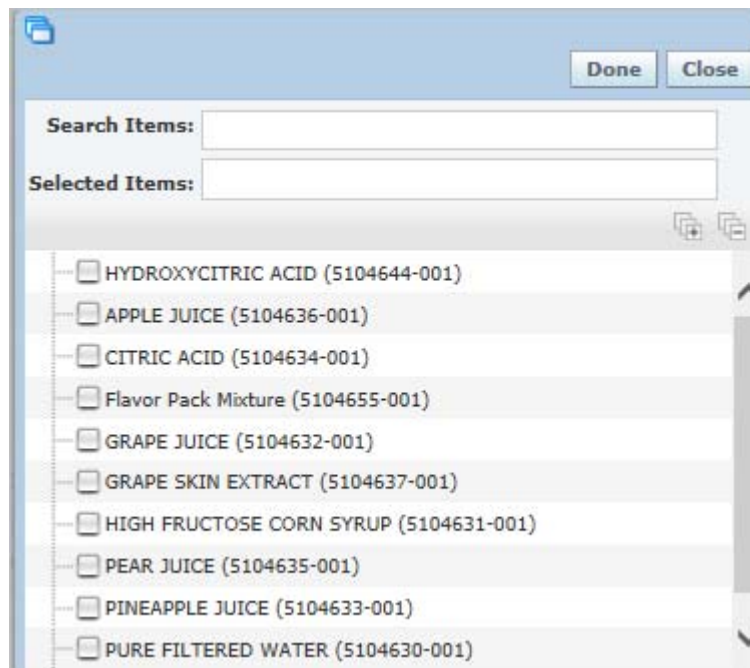 Done Close
Search Items:
Selected Items:
HYDROXYCITRIC ACID (5104644-001)
APPLE JUICE (5104636-001)
CITRIC ACID (5104634-001)
Flavor Pack Mixture (5104655-001)
GRAPE JUICE (5104632-001)
GRAPE SKIN EXTRACT (5104637-001)
HIGH FRUCTOSE CORN SYRUP (5104631-001)
PEAR JUICE (5104635-001)
PINEAPPLE JUICE (5104633-001)
PURE FILTERED WATER (5104630-001)